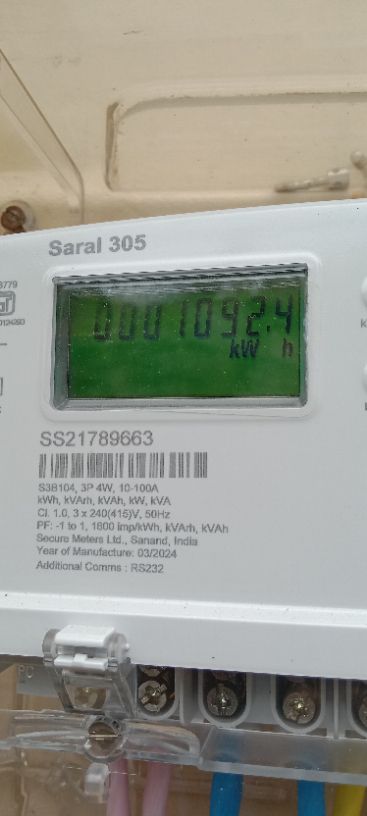 Saral 305
0001092.4
kW h
SS21789663
S3B104, 3P 4W, 10-100A
kWh, kVArh, kVAh, kW, kVA
Cl. 1.0, 3 x 240(415)V, 50Hz
PF: -1 to 1, 1800 imp/kWh, kVArh, kVAh
Secure Meters Ltd., Sanand, India
Year of Manufacture: 03/2024
Additional Comms : RS232